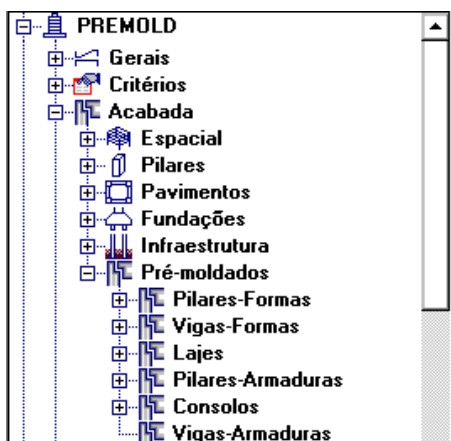 PREMOLD
Gerais
Critérios
Acabada
Espacial
Pilares
Pavimentos
Fundações
Infraestrutura
Pré-moldados
Pilares-Formas
Vigas-Formas
Lajes
Pilares-Armaduras
Consolos
Vigas-Armaduras